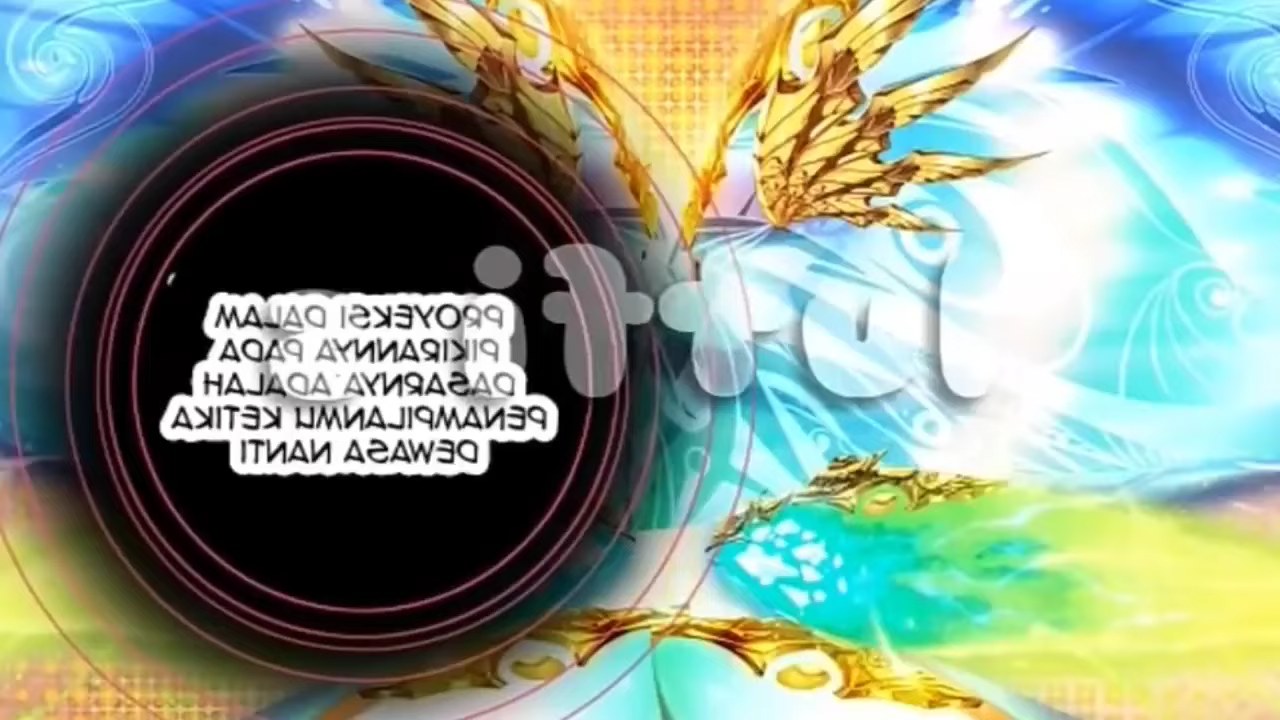 PROYEKSI DALAM
PIKIRANNYA PADA
DASARNYA ADALAH
PENAMPILANMU KETIKA
DEWASA NANTI